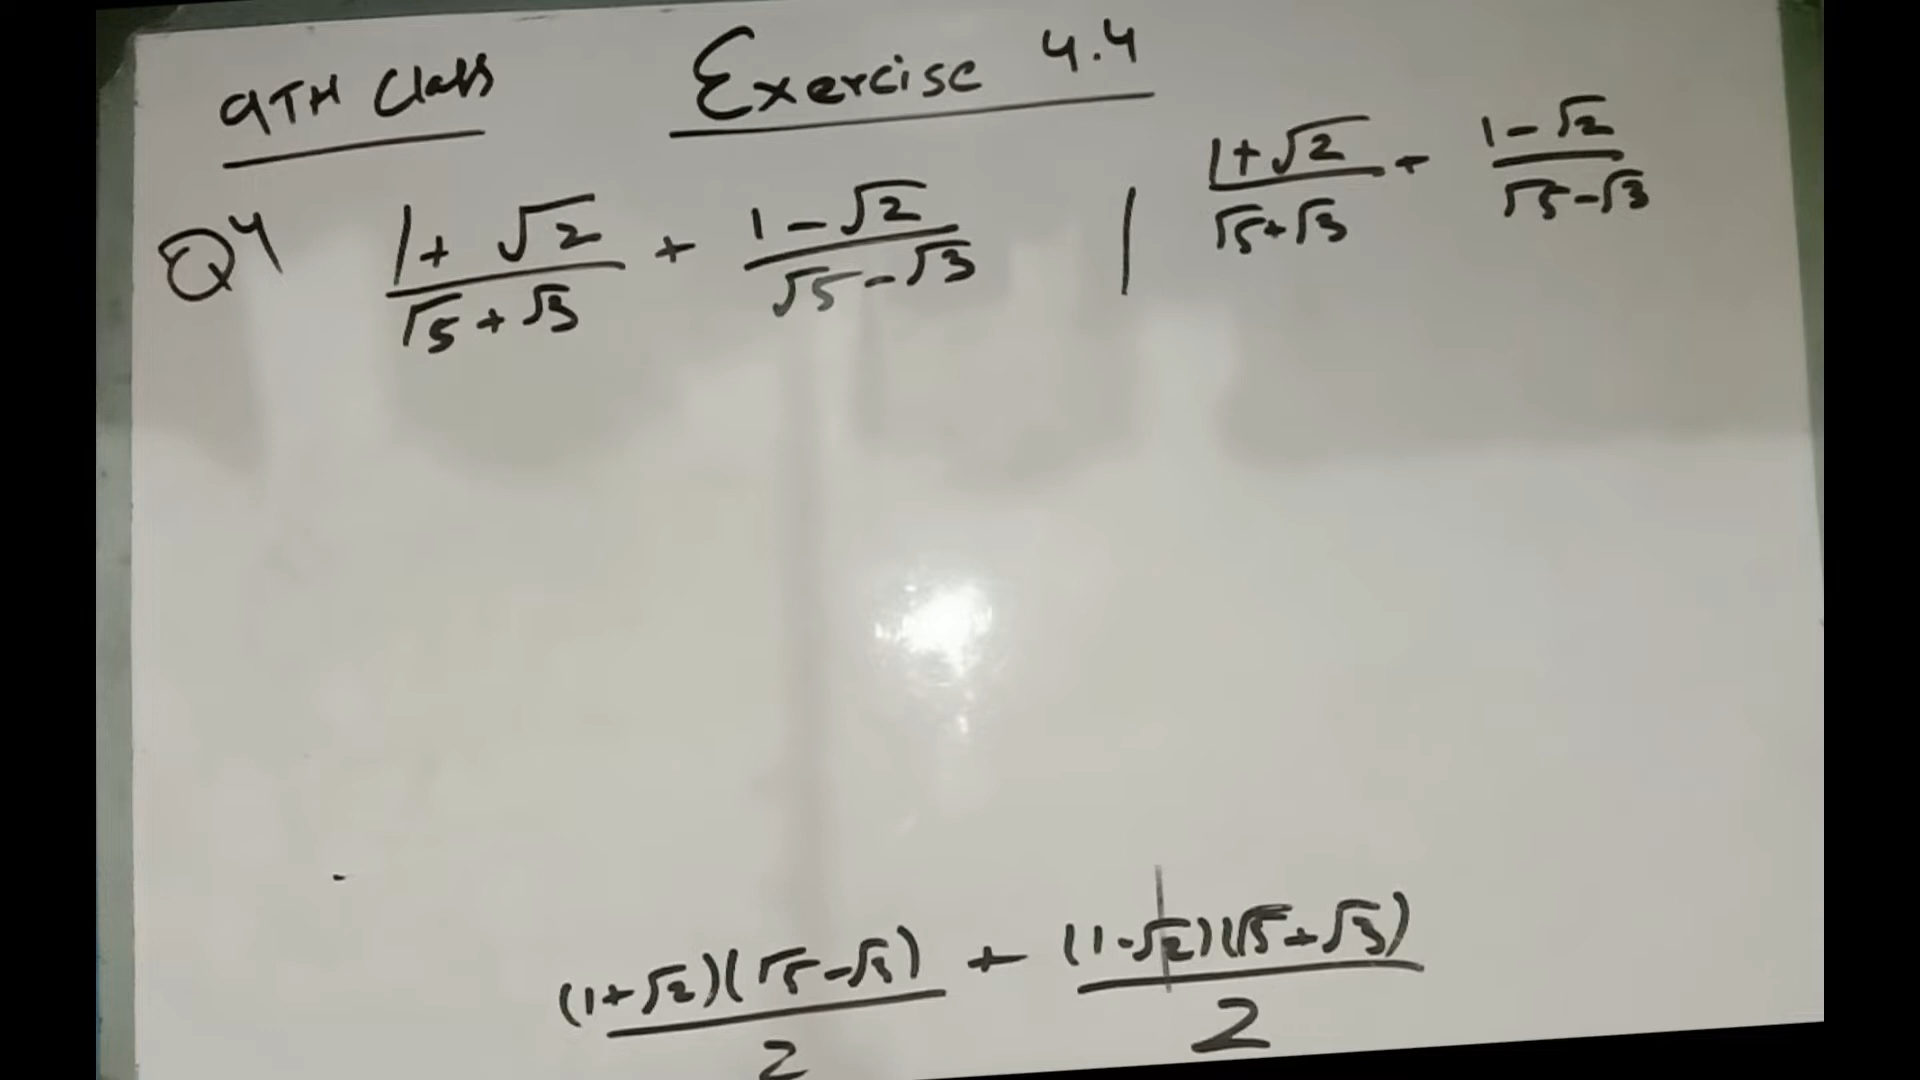 9TH Class Exercise 4.4
Q4 (1 + √2)/(√5 + √3) + (1 - √2)/(√5 - √3) | (1 + √2)/(√5 + √3) + (1 - √2)/(√5 - √3)
((1 + √2)(√5 - √3))/2 + ((1 - √2)(√5 + √3))/2